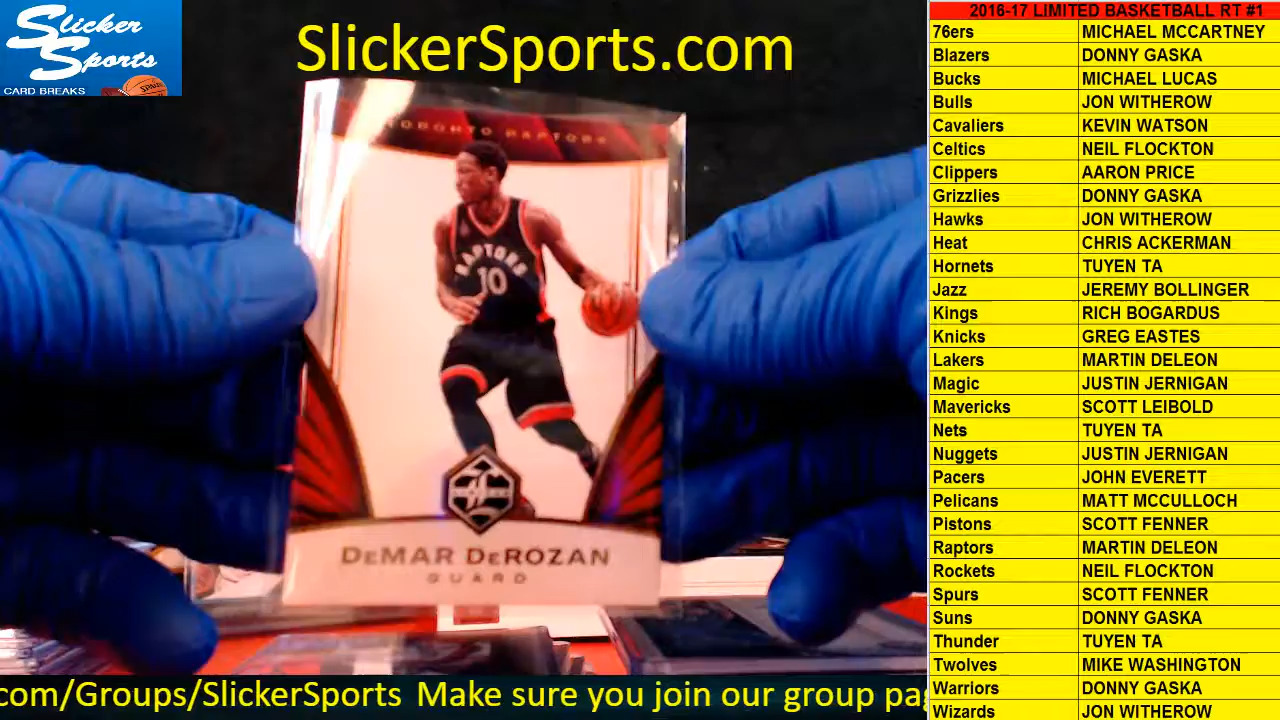 Slicker
Sports
CARD BREAKS
SlickerSports.com
TORONTO RAPTORS
RAPTORS
10
DeMAR DeROZAN
GUARD
com/Groups/SlickerSports Make sure you join our group pa
2016-17 LIMITED BASKETBALL RT #1
76ers MICHAEL MCCARTNEY
Blazers DONNY GASKA
Bucks MICHAEL LUCAS
Bulls JON WITHEROW
Cavaliers KEVIN WATSON
Celtics NEIL FLOCKTON
Clippers AARON PRICE
Grizzlies DONNY GASKA
Hawks JON WITHEROW
Heat CHRIS ACKERMAN
Hornets TUYEN TA
Jazz JEREMY BOLLINGER
Kings RICH BOGARDUS
Knicks GREG EASTES
Lakers MARTIN DELEON
Magic JUSTIN JERNIGAN
Mavericks SCOTT LEIBOLD
Nets TUYEN TA
Nuggets JUSTIN JERNIGAN
Pacers JOHN EVERETT
Pelicans MATT MCCULLOCH
Pistons SCOTT FENNER
Raptors MARTIN DELEON
Rockets NEIL FLOCKTON
Spurs SCOTT FENNER
Suns DONNY GASKA
Thunder TUYEN TA
Twolves MIKE WASHINGTON
Warriors DONNY GASKA
Wizards JON WITHEROW